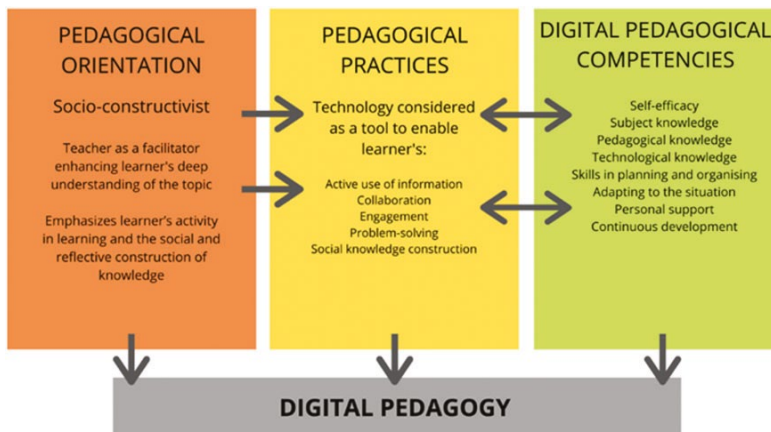 PEDAGOGICAL
ORIENTATION
Socio-constructivist
Teacher as a facilitator
enhancing learner's deep
understanding of the topic
Emphasizes learner's activity
in learning and the social and
reflective construction of
knowledge
PEDAGOGICAL
PRACTICES
Technology considered
as a tool to enable
learner's:
Active use of information
Collaboration
Engagement
Problem-solving
Social knowledge construction
DIGITAL PEDAGOGICAL
COMPETENCIES
Self-efficacy
Subject knowledge
Pedagogical knowledge
Technological knowledge
Skills in planning and organising
Adapting to the situation
Personal support
Continuous development
DIGITAL PEDAGOGY